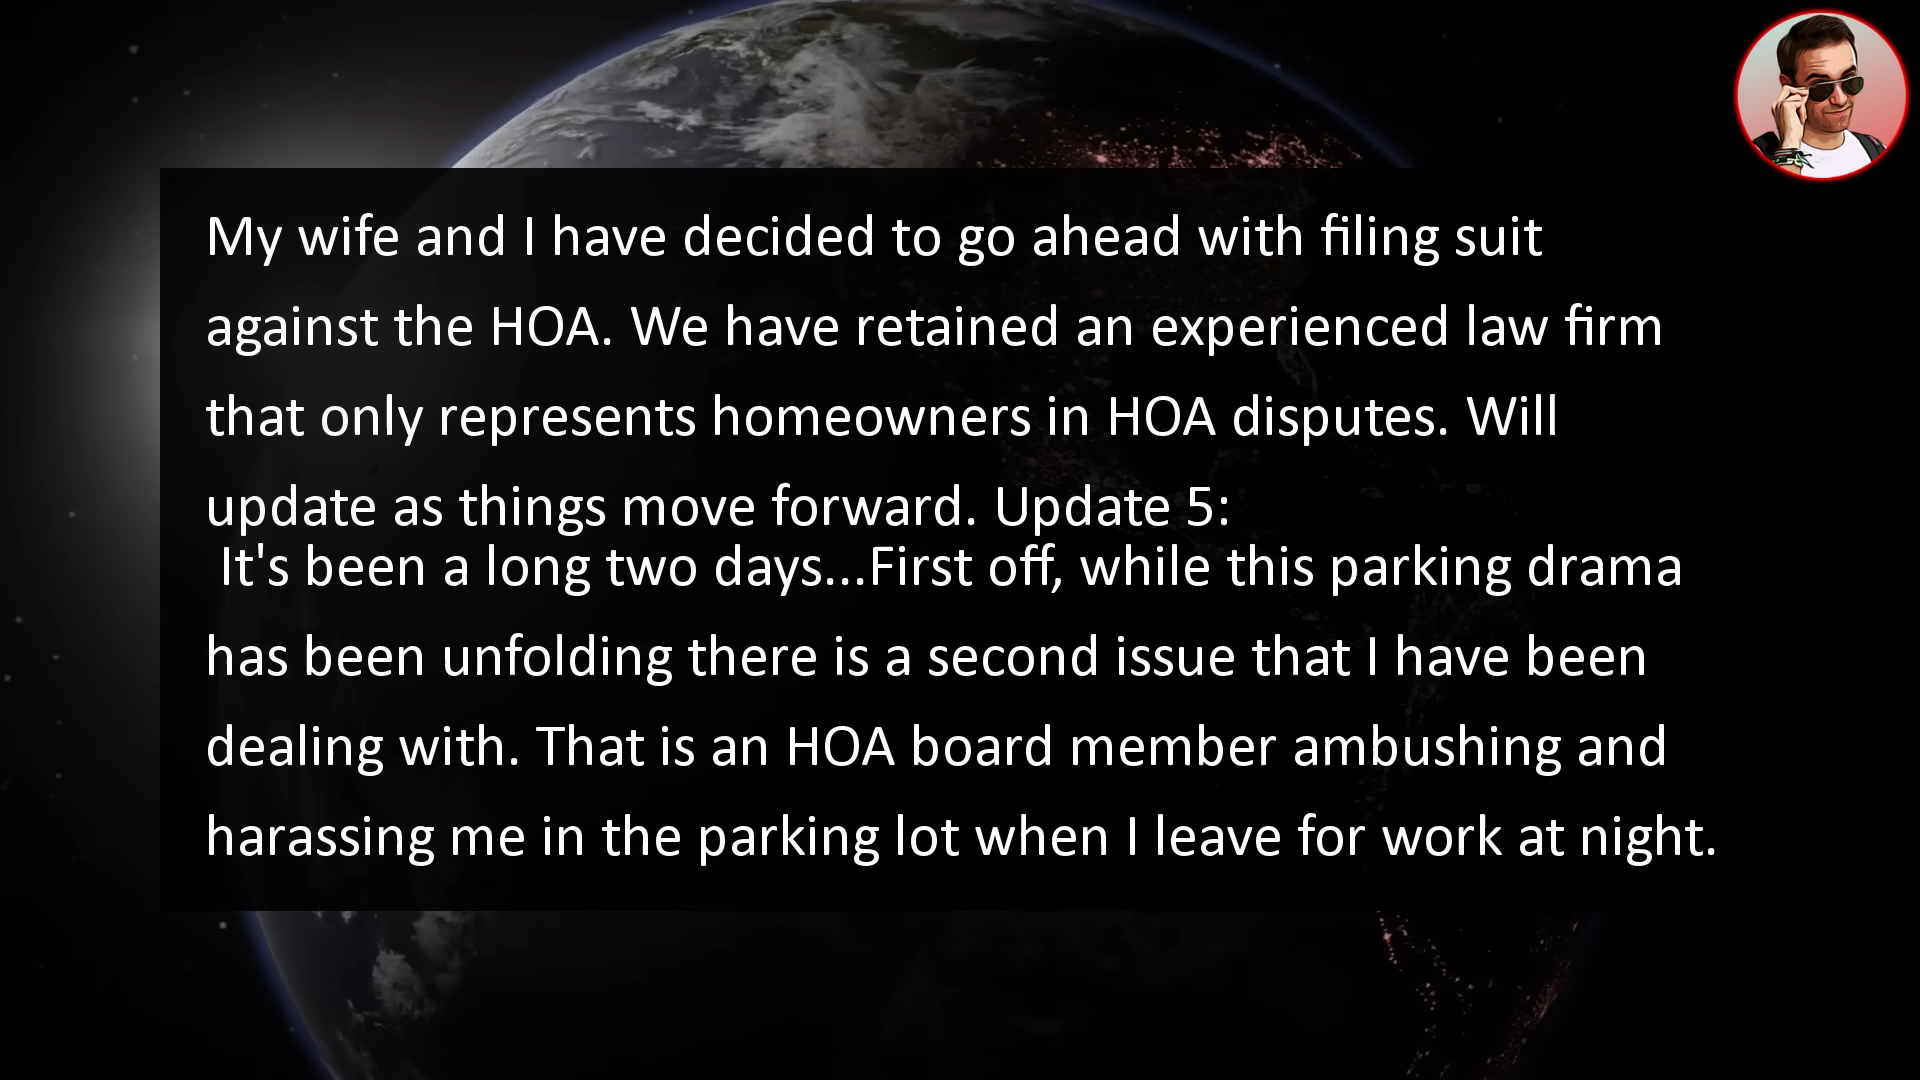 My wife and I have decided to go ahead with filing suit
against the HOA. We have retained an experienced law firm
that only represents homeowners in HOA disputes. Will
update as things move forward. Update 5:
It's been a long two days...First off, while this parking drama
has been unfolding there is a second issue that I have been
dealing with. That is an HOA board member ambushing and
harassing me in the parking lot when I leave for work at night.